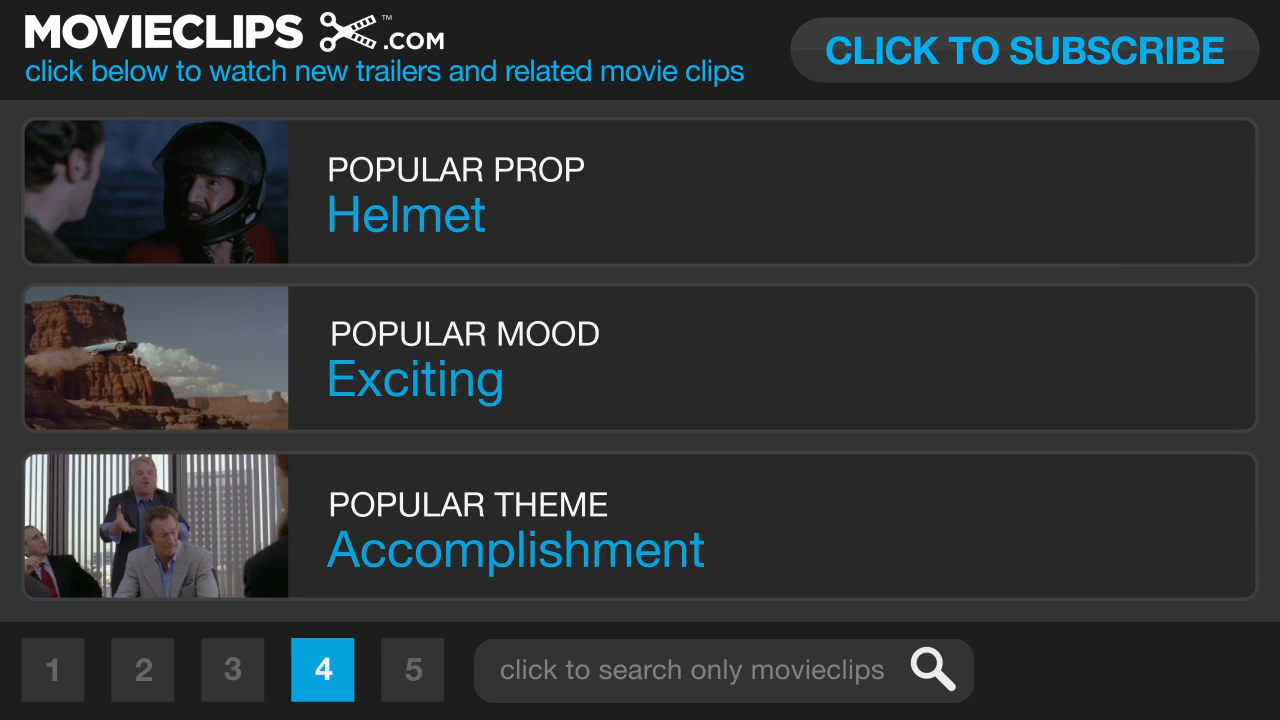 MOVIECLIPS ™ .COM
click below to watch new trailers and related movie clips
CLICK TO SUBSCRIBE
POPULAR PROP
Helmet
POPULAR MOOD
Exciting
POPULAR THEME
Accomplishment
1 2 3 4 5
click to search only movieclips